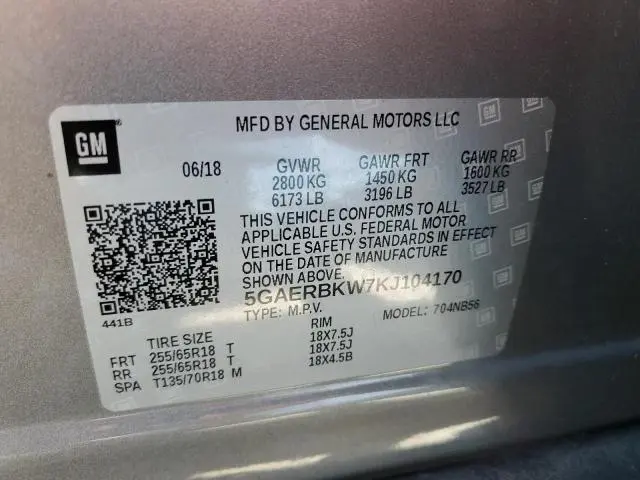 GM®
MFD BY GENERAL MOTORS LLC
06/18 GVWR GAWR FRT GAWR RR
2800 KG 1450 KG 1600 KG
6173 LB 3196 LB 3527 LB
THIS VEHICLE CONFORMS TO ALL
APPLICABLE U.S. FEDERAL MOTOR
VEHICLE SAFETY STANDARDS IN EFFECT
ON THE DATE OF MANUFACTURE
SHOWN ABOVE.
5GAERBKW7KJ104170
TYPE: M.P.V. MODEL: 704NB56
441B
TIRE SIZE RIM
FRT 255/65R18 T 18X7.5J
RR 255/65R18 T 18X7.5J
SPA T135/70R18 M 18X4.5B